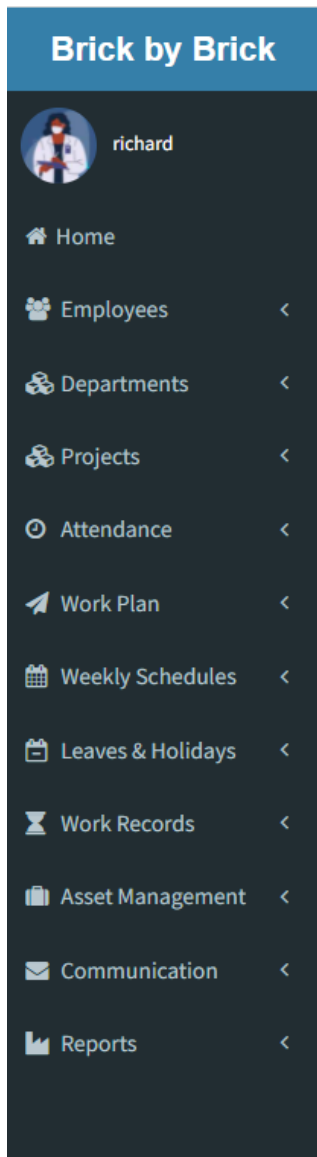 Brick by Brick
richard
Home
Employees
Departments
Projects
Attendance
Work Plan
Weekly Schedules
Leaves & Holidays
Work Records
Asset Management
Communication
Reports